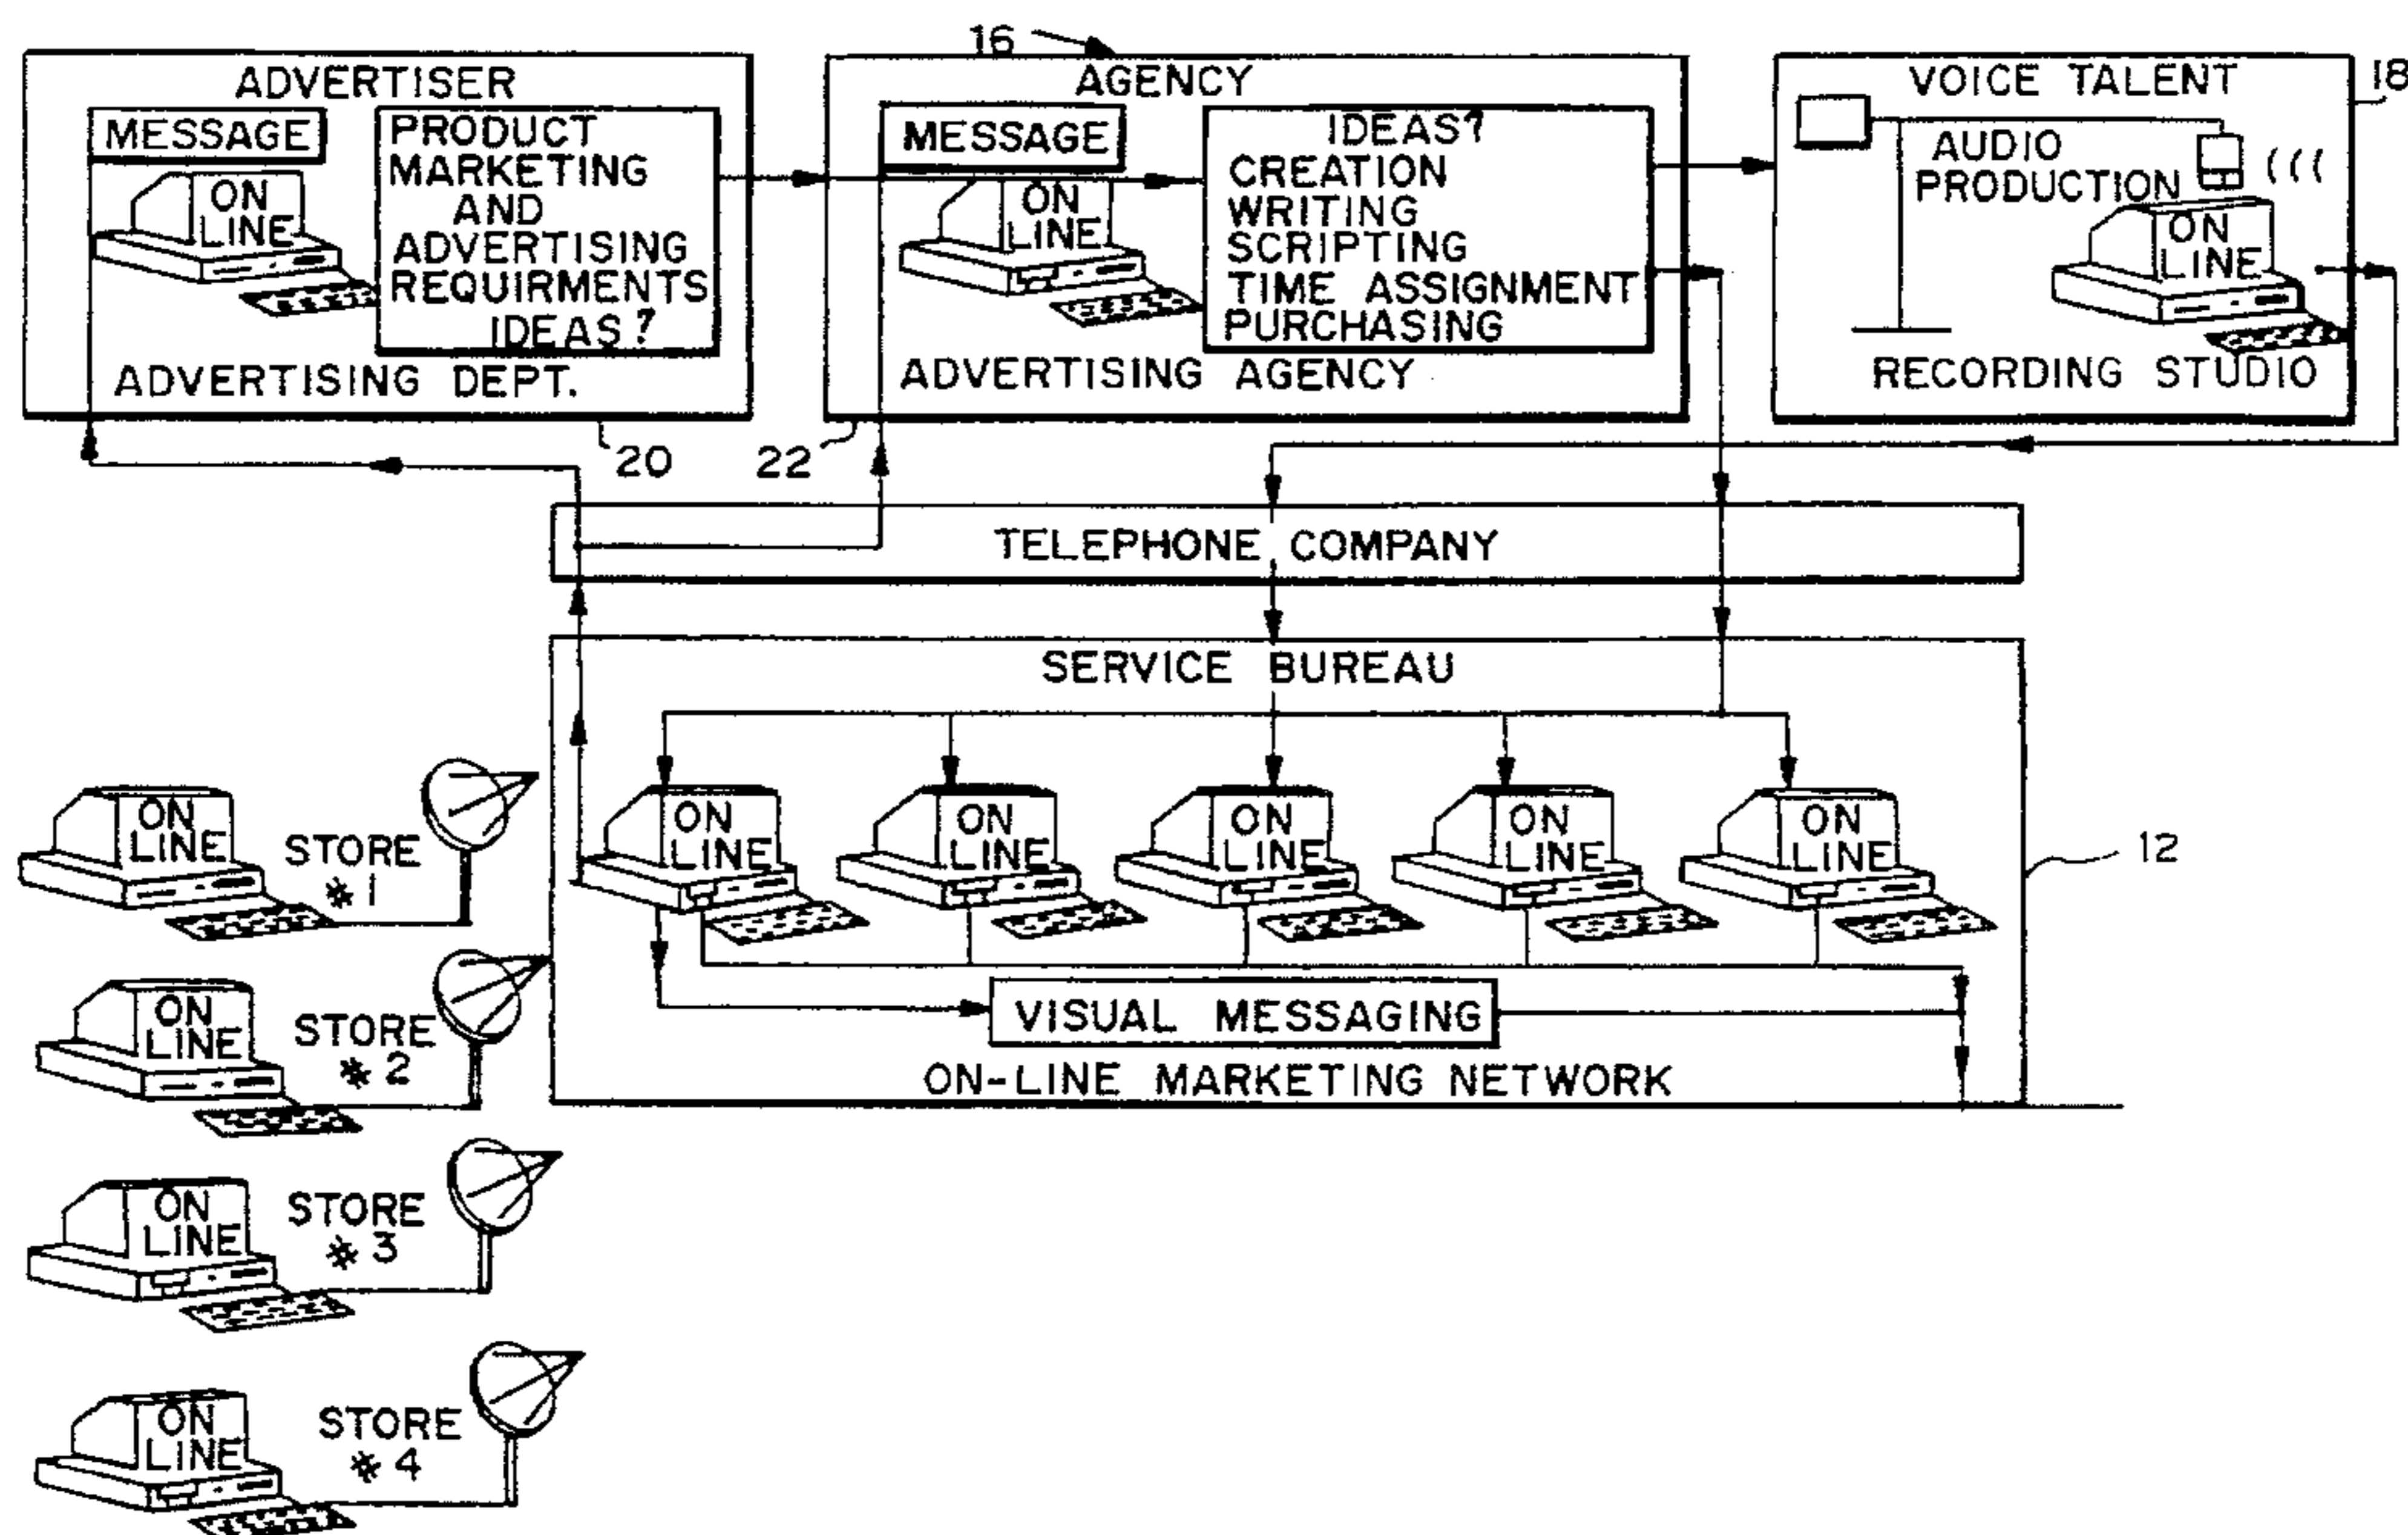 16
ADVERTISER
MESSAGE
ON
LINE
PRODUCT
MARKETING
AND
ADVERTISING
REQUIRMENTS
IDEAS?
ADVERTISING DEPT.
20
AGENCY
MESSAGE
ON
LINE
IDEAS?
CREATION
WRITING
SCRIPTING
TIME ASSIGNMENT
PURCHASING
ADVERTISING AGENCY
22
VOICE TALENT
18
AUDIO
PRODUCTION
(((
ON
LINE
RECORDING STUDIO
TELEPHONE COMPANY
SERVICE BUREAU
ON
LINE
ON
LINE
ON
LINE
ON
LINE
ON
LINE
12
VISUAL MESSAGING
ON-LINE MARKETING NETWORK
ON
LINE
STORE
*1
ON
LINE
STORE
*2
ON
LINE
STORE
*3
ON
LINE
STORE
*4